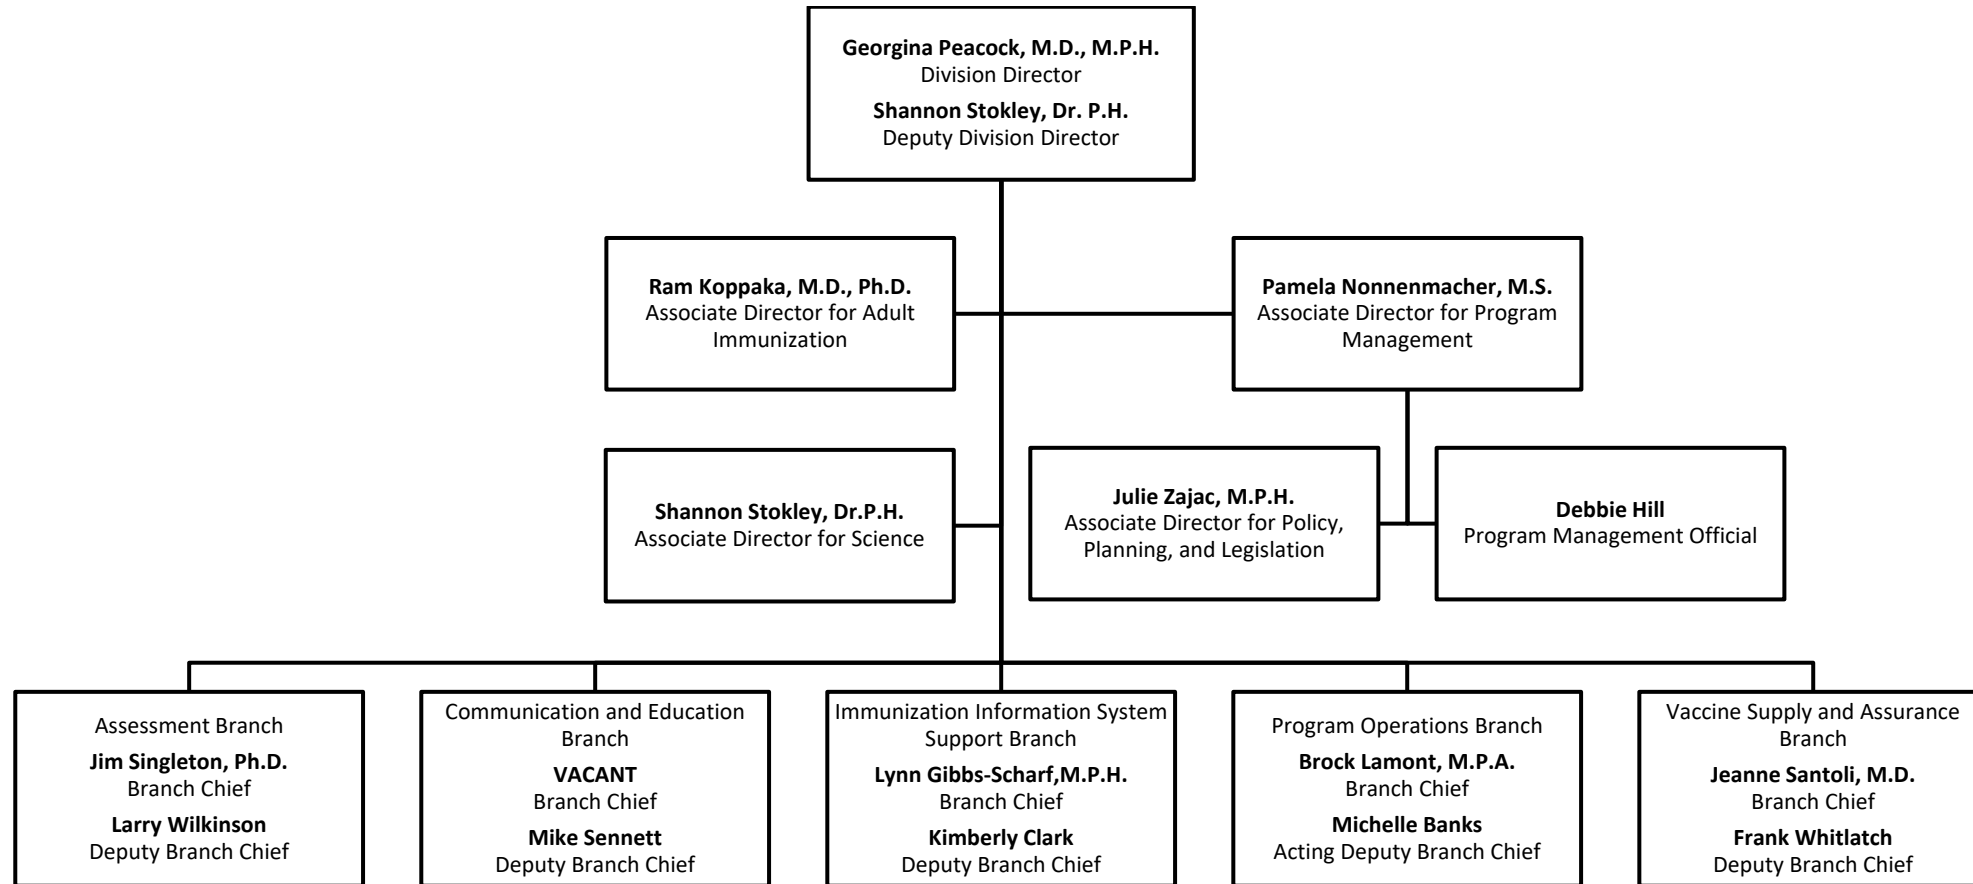 Georgina Peacock, M.D., M.P.H.
Division Director
Shannon Stokley, Dr. P.H.
Deputy Division Director
Ram Koppaka, M.D., Ph.D.
Associate Director for Adult
Immunization
Pamela Nonnenmacher, M.S.
Associate Director for Program
Management
Shannon Stokley, Dr.P.H.
Associate Director for Science
Julie Zajac, M.P.H.
Associate Director for Policy,
Planning, and Legislation
Debbie Hill
Program Management Official
Assessment Branch
Jim Singleton, Ph.D.
Branch Chief
Larry Wilkinson
Deputy Branch Chief
Communication and Education
Branch
VACANT
Branch Chief
Mike Sennett
Deputy Branch Chief
Immunization Information System
Support Branch
Lynn Gibbs-Scharf,M.P.H.
Branch Chief
Kimberly Clark
Deputy Branch Chief
Program Operations Branch
Brock Lamont, M.P.A.
Branch Chief
Michelle Banks
Acting Deputy Branch Chief
Vaccine Supply and Assurance
Branch
Jeanne Santoli, M.D.
Branch Chief
Frank Whitlatch
Deputy Branch Chief